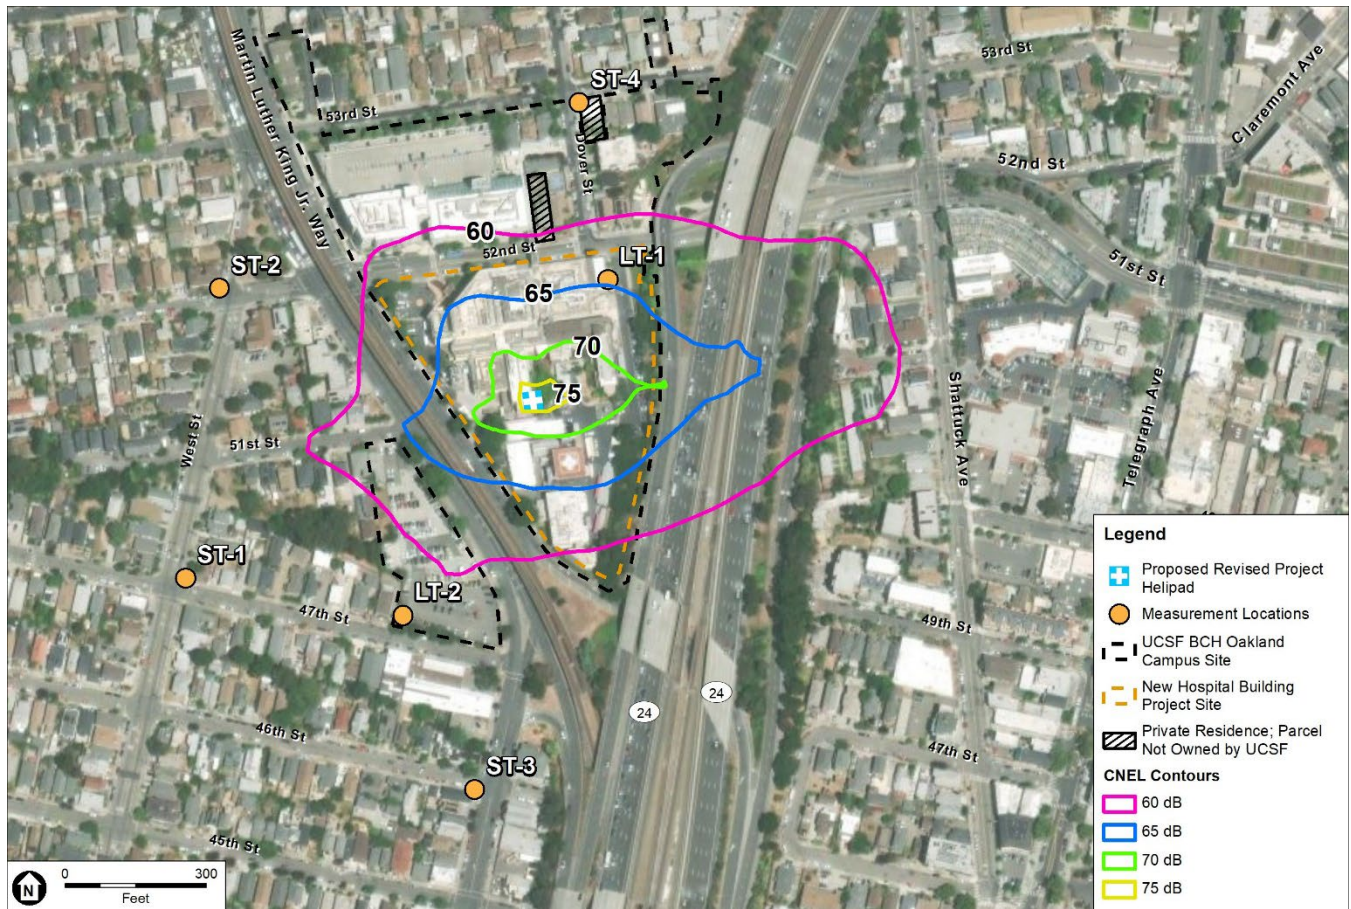 53rd St
Claremont Ave
ST-4
53rd St
Martin Luther King Jr. Way
Dover St
52nd St
60
52nd St
51st St
ST-2
LT-1
65
70
75
Shattuck Ave
Telegraph Ave
West St
51st St
ST-1
LT-2
47th St
49th St
24
24
46th St
47th St
ST-3
45th St
N
0 300
Feet
Legend
Proposed Revised Project
Helipad
Measurement Locations
UCSF BCH Oakland
Campus Site
New Hospital Building
Project Site
Private Residence; Parcel
Not Owned by UCSF
CNEL Contours
60 dB
65 dB
70 dB
75 dB